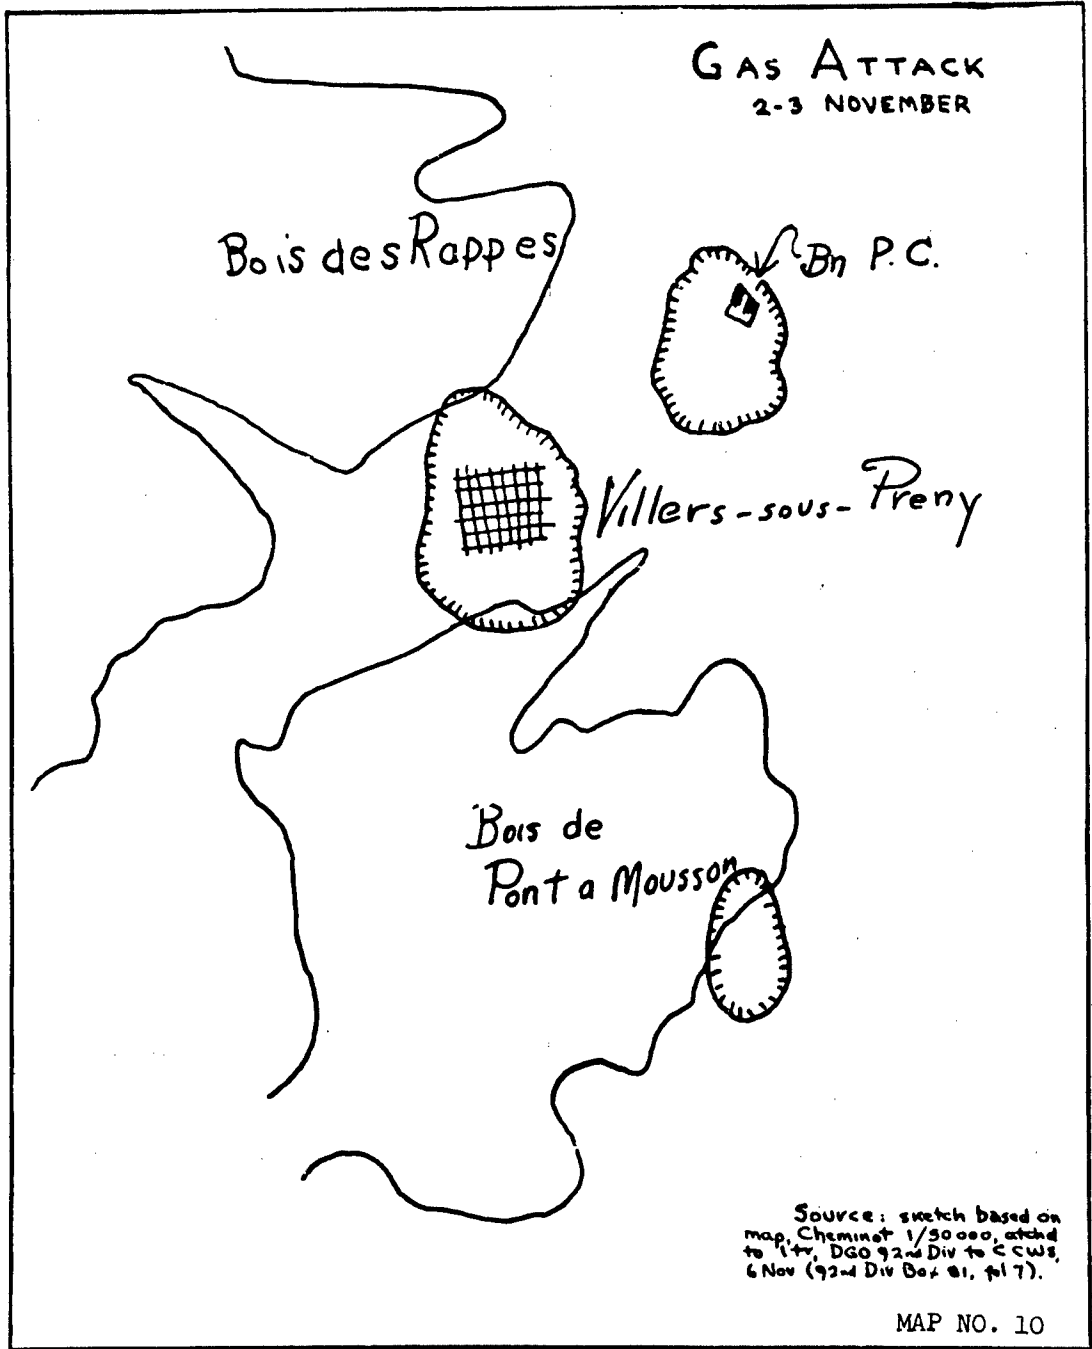 GAS ATTACK
2-3 NOVEMBER
Bois des Rappes
Bn P.C.
Villers-sous-Preny
Bois de
Pont a Mousson
Source: sketch based on
map, Cheminot 1/50000, atchd
to ltr, DGO 92nd Div to C CWS,
6 Nov (92nd Div Box 81, fol 7).
MAP NO. 10